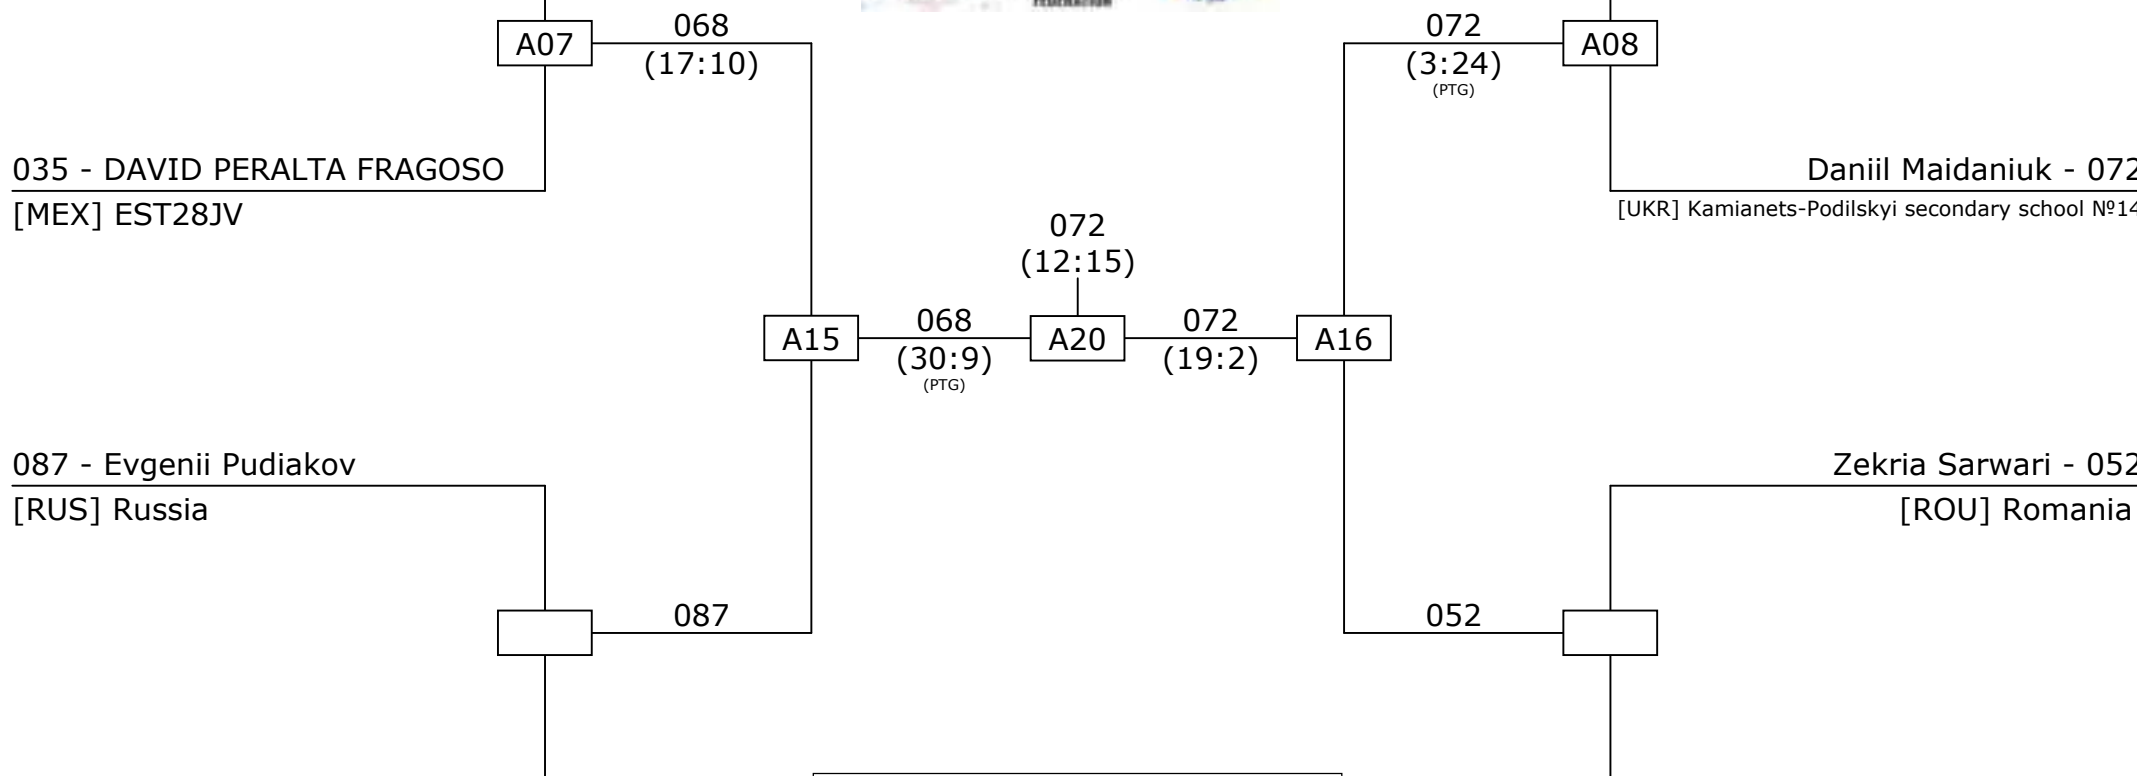 068
072
A07
A08
(17:10)
(3:24)
(PTG)
035 - DAVID PERALTA FRAGOSO
[MEX] EST28JV
Daniil Maidaniuk - 072
[UKR] Kamianets-Podilskyi secondary school №14
072
(12:15)
068
072
A15
A20
A16
(30:9)
(PTG)
(19:2)
087 - Evgenii Pudiakov
[RUS] Russia
Zekria Sarwari - 052
[ROU] Romania
087
052